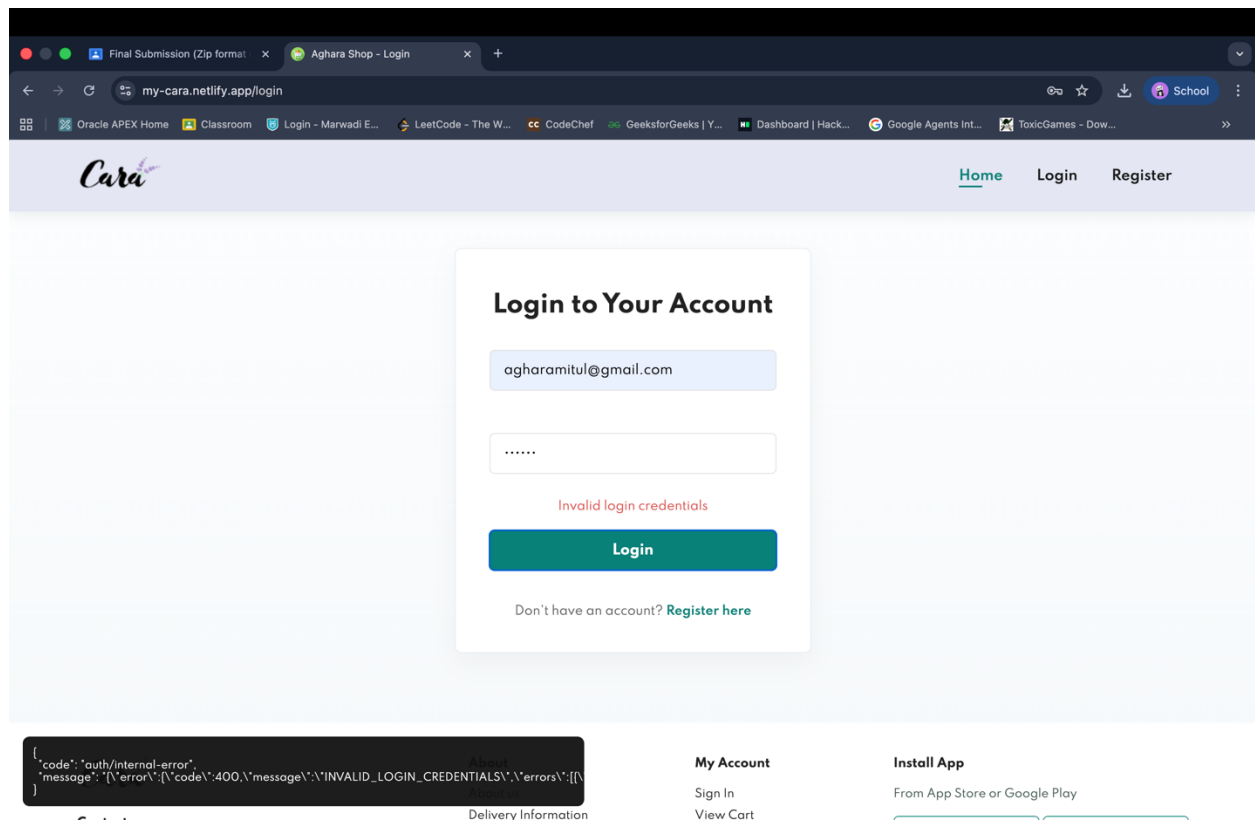 Final Submission (Zip format
Aghara Shop - Login
my-cara.netlify.app/login
School
Oracle APEX Home
Classroom
Login - Marwadi E...
LeetCode - The W...
CC CodeChef
GeeksforGeeks | Y...
Dashboard | Hack...
Google Agents Int...
ToxicGames - Dow...
Cara
Home
Login
Register
Login to Your Account
agharamitul@gmail.com
Invalid login credentials
Login
Don't have an account? Register here
{
"code": "auth/internal-error",
"message": "{\"error\":{\"code\":400,\"message\":\"INVALID_LOGIN_CREDENTIALS\",\"errors\":[{\
}
About
About us
Delivery Information
My Account
Sign In
View Cart
Install App
From App Store or Google Play